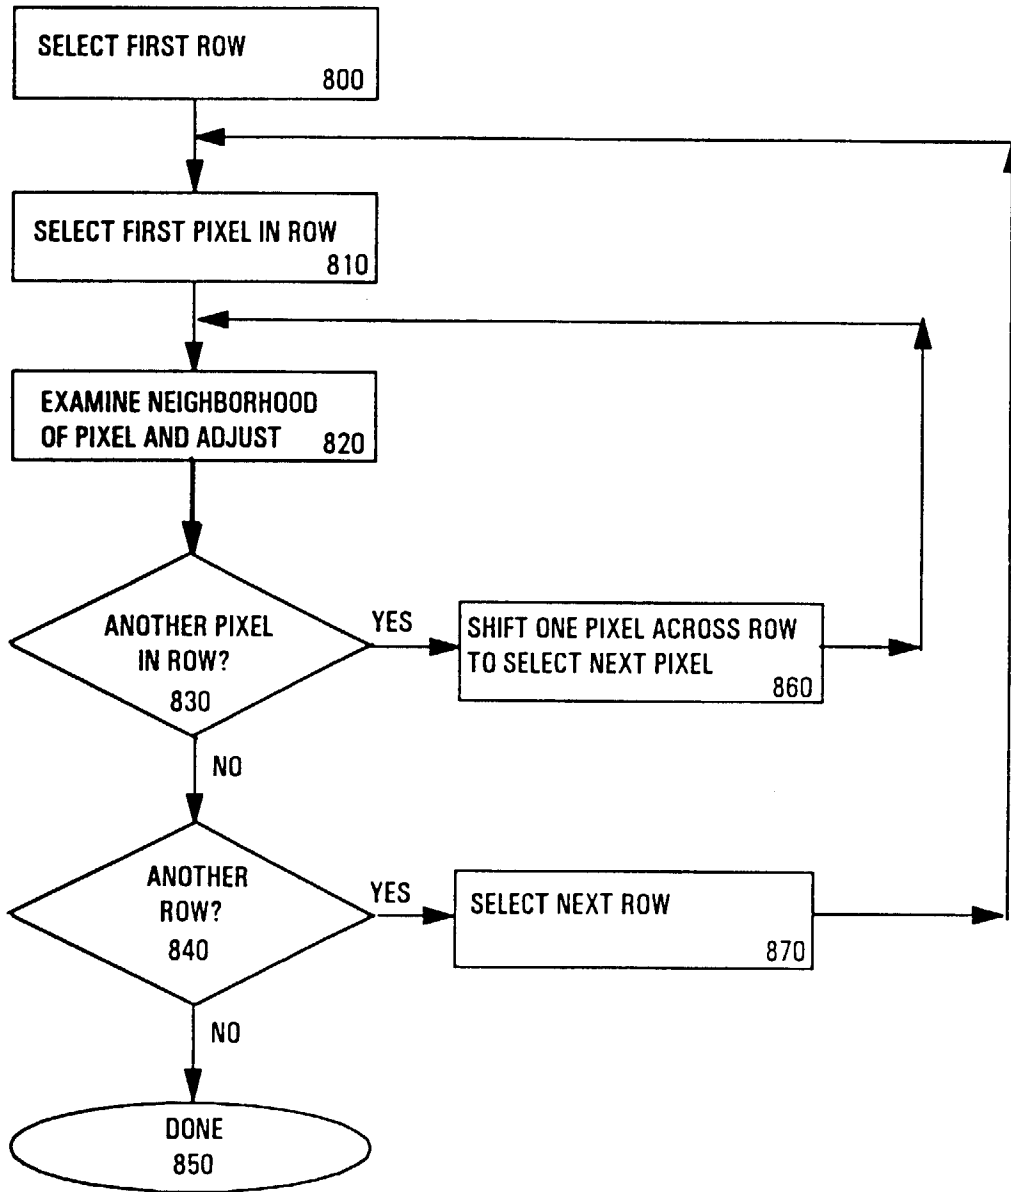 SELECT FIRST ROW
800
SELECT FIRST PIXEL IN ROW
810
EXAMINE NEIGHBORHOOD
OF PIXEL AND ADJUST
820
ANOTHER PIXEL
IN ROW?
830
YES
SHIFT ONE PIXEL ACROSS ROW
TO SELECT NEXT PIXEL
860
NO
ANOTHER
ROW?
840
YES
SELECT NEXT ROW
870
NO
DONE
850